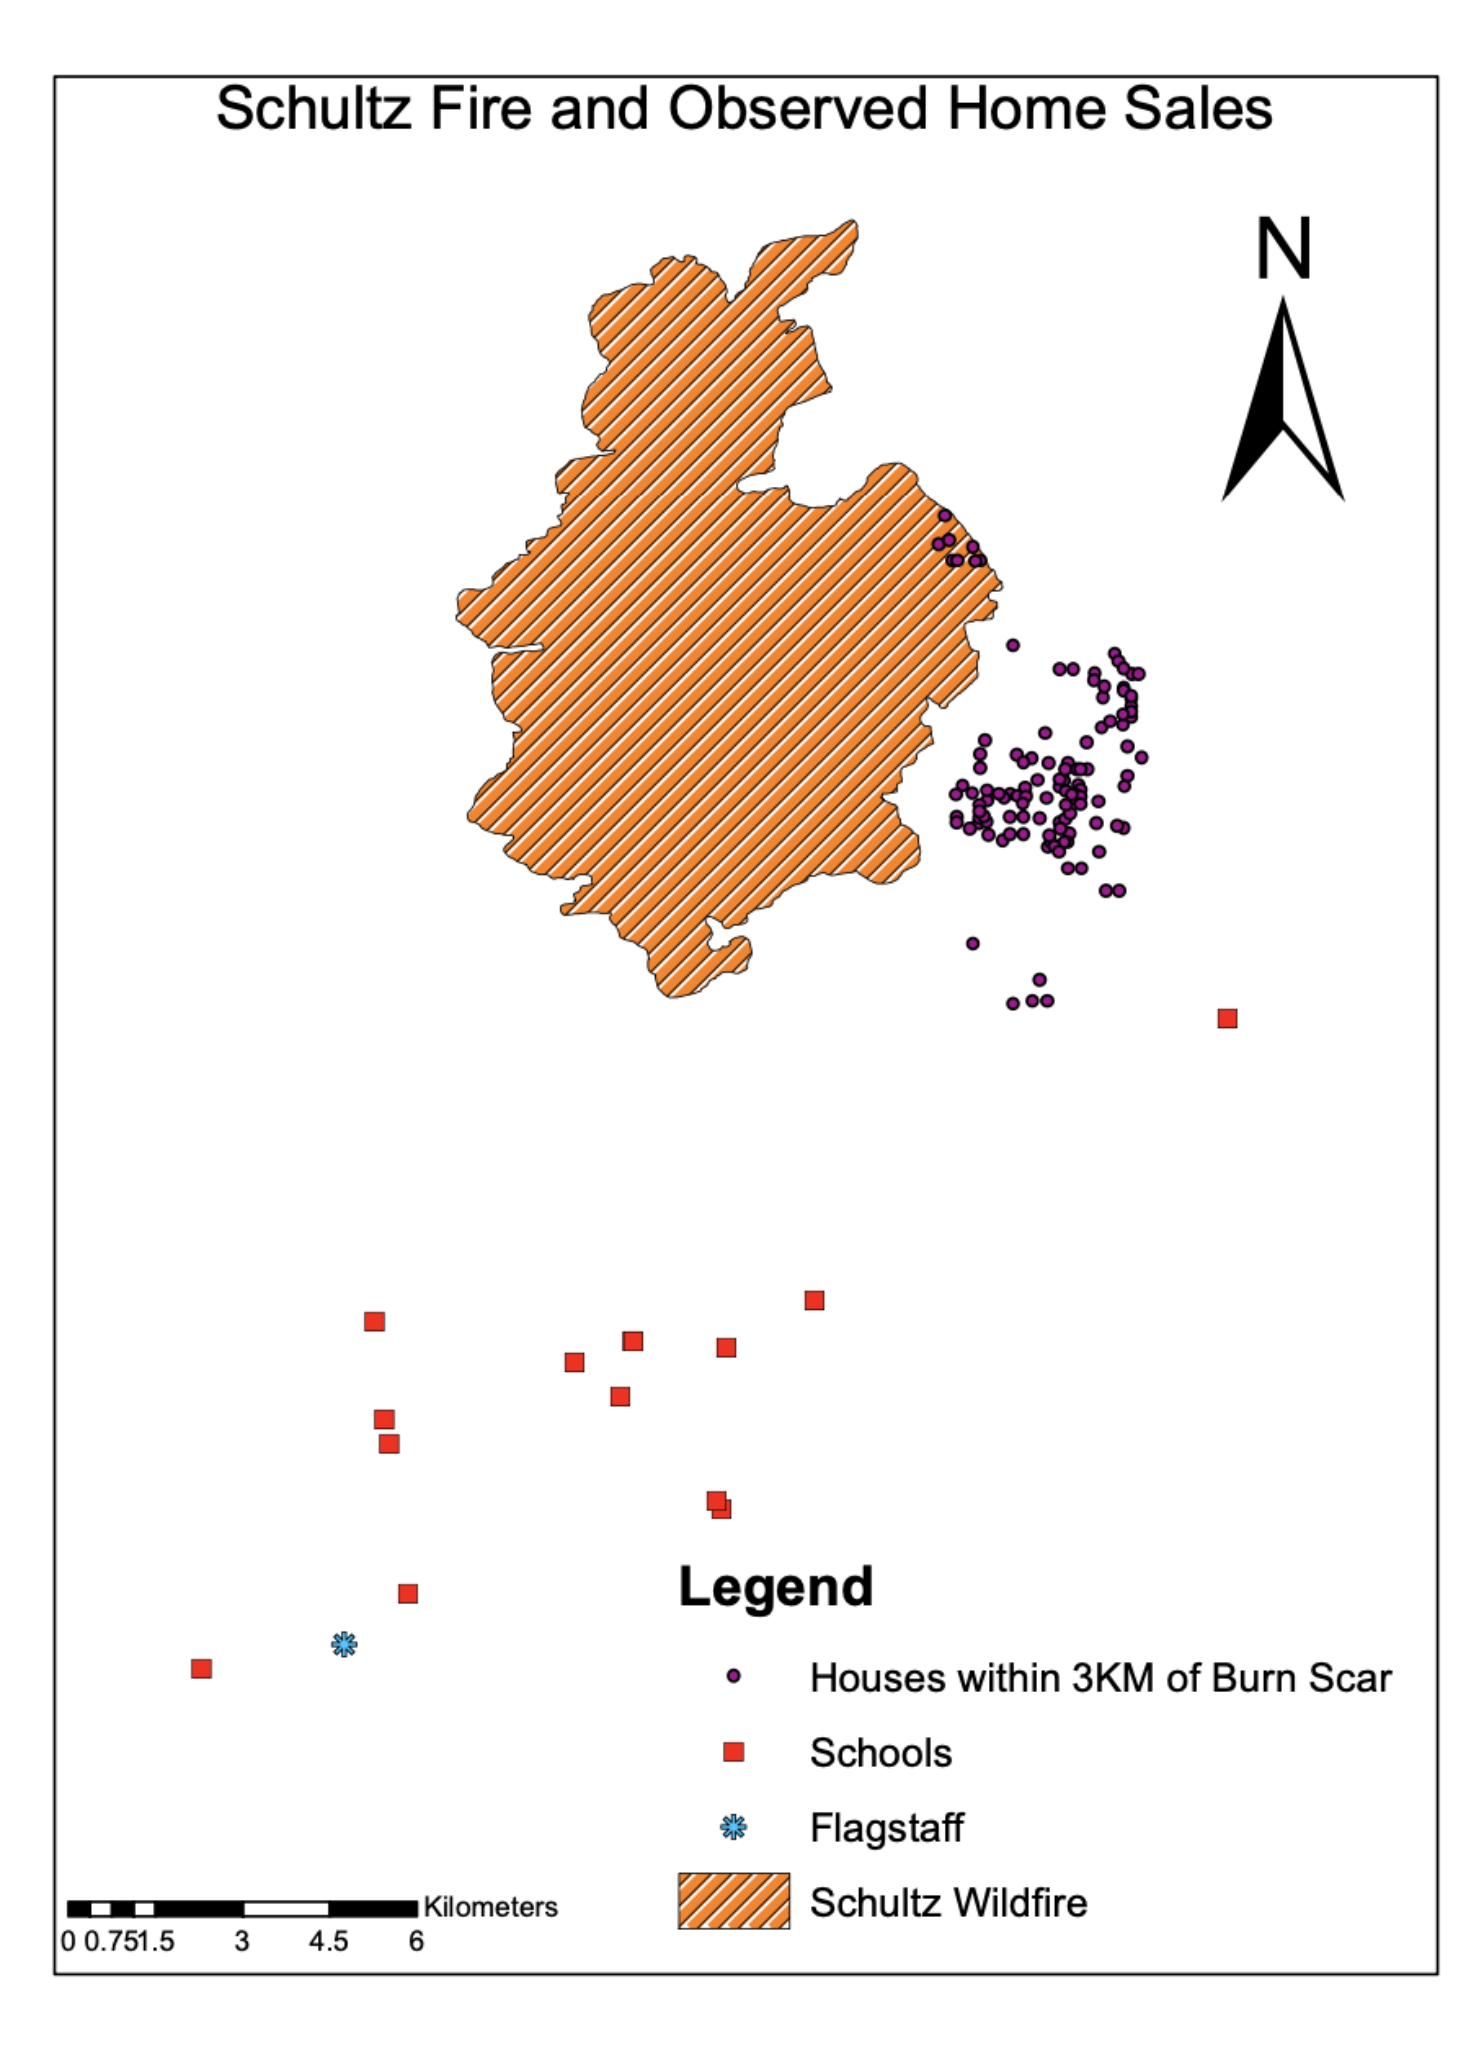 Schultz Fire and Observed Home Sales
N
Legend
Houses within 3KM of Burn Scar
Schools
Flagstaff
Schultz Wildfire
Kilometers
0 0.751.5 3 4.5 6